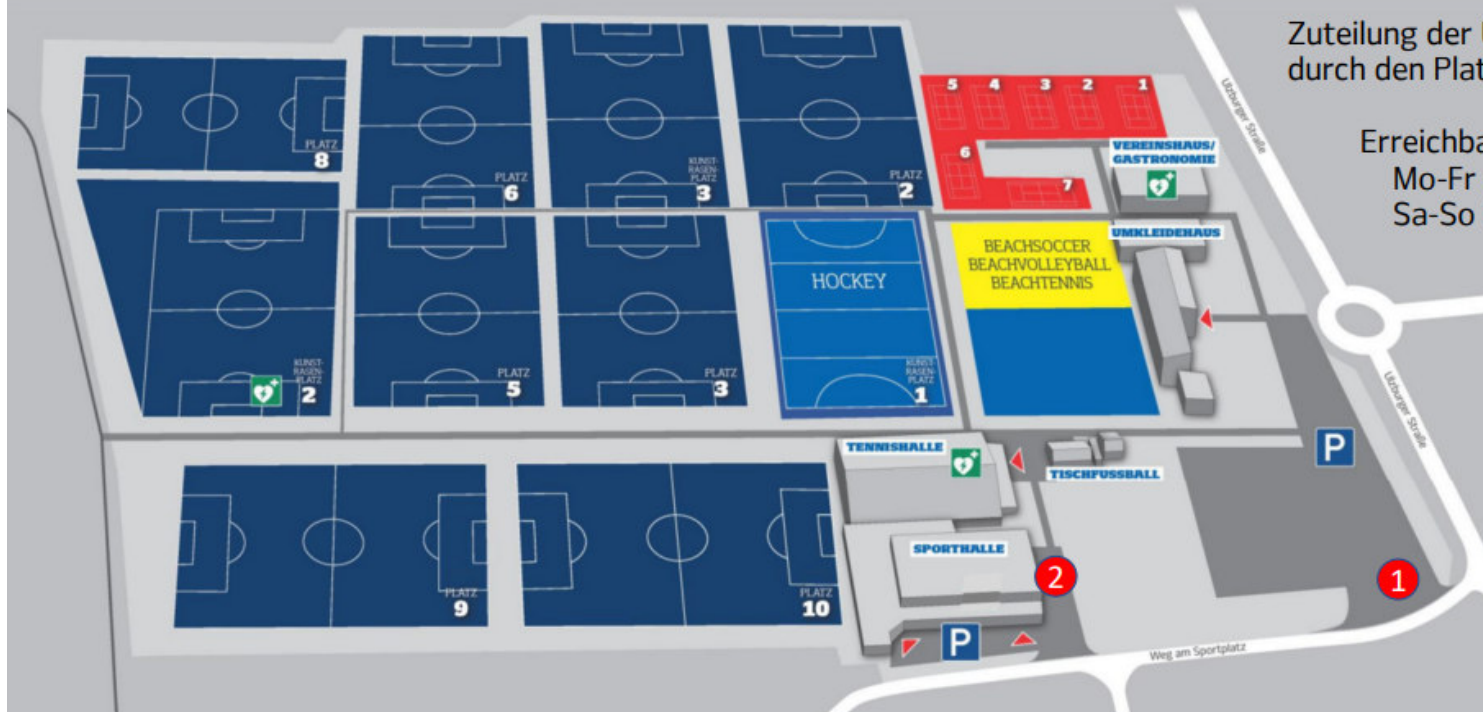 Zuteilung der
durch den Plat
Erreichba
Mo-Fr
Sa-So
Ulzburger Straße
5 4 3 2 1
6
7
VEREINSHAUS/
GASTRONOMIE
UMKLEIDEHAUS
PLATZ
8
PLATZ
6
KUNST-
RASEN-
PLATZ
3
PLATZ
2
HOCKEY
BEACHSOCCER
BEACHVOLLEYBALL
BEACHTENNIS
KUNST-
RASEN-
PLATZ
2
PLATZ
5
PLATZ
3
KUNST-
RASEN-
PLATZ
1
Ulzburger Straße
P
TENNISHALLE
TISCHFUSSBALL
SPORTHALLE
2
1
PLATZ
9
PLATZ
10
P
Weg am Sportplatz